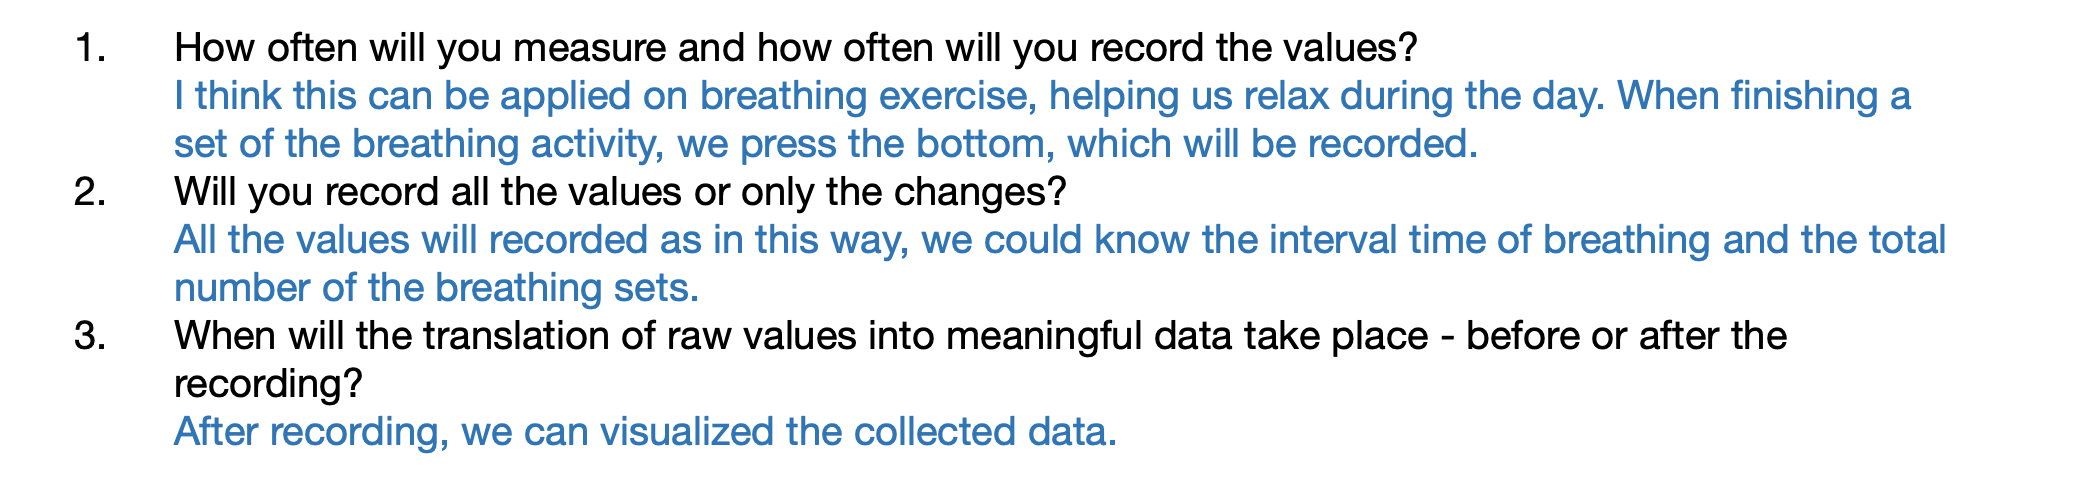 1. How often will you measure and how often will you record the values?
I think this can be applied on breathing exercise, helping us relax during the day. When finishing a
set of the breathing activity, we press the bottom, which will be recorded.
2. Will you record all the values or only the changes?
All the values will recorded as in this way, we could know the interval time of breathing and the total
number of the breathing sets.
3. When will the translation of raw values into meaningful data take place - before or after the
recording?
After recording, we can visualized the collected data.